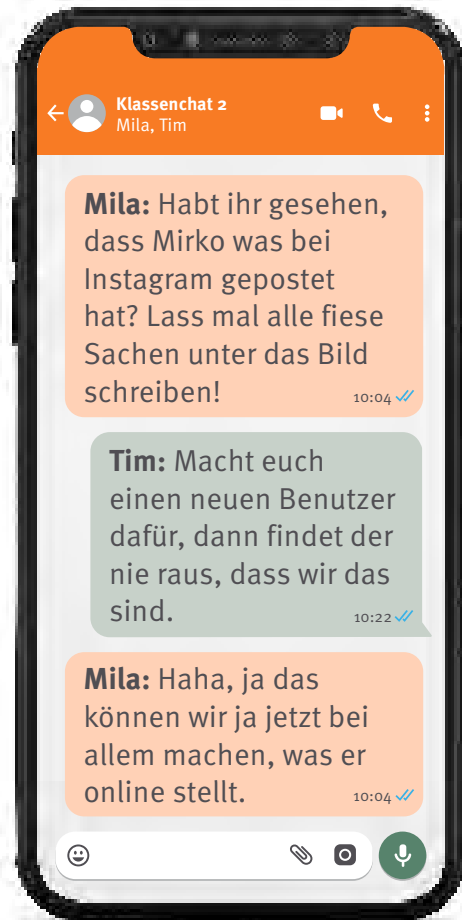 Klassenchat 2
Mila, Tim
Mila: Habt ihr gesehen,
dass Mirko was bei
Instagram gepostet
hat? Lass mal alle fiese
Sachen unter das Bild
schreiben!
10:04
Tim: Macht euch
einen neuen Benutzer
dafür, dann findet der
nie raus, dass wir das
sind.
10:22
Mila: Haha, ja das
können wir ja jetzt bei
allem machen, was er
online stellt.
10:04